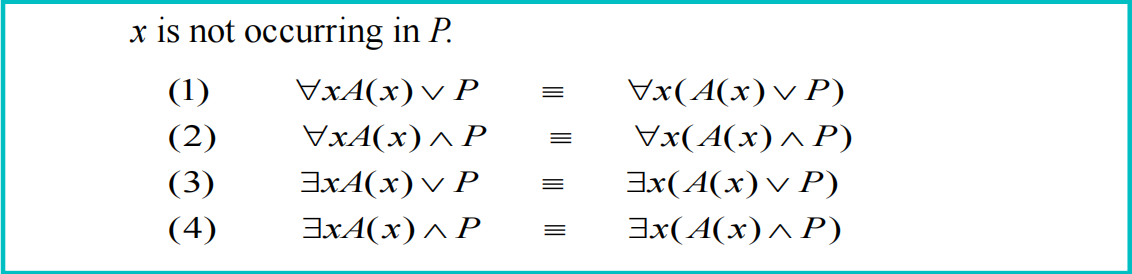 x is not occurring in P.
(1) ∀xA(x) ∨ P ≡ ∀x(A(x) ∨ P)
(2) ∀xA(x) ∧ P ≡ ∀x(A(x) ∧ P)
(3) ∃xA(x) ∨ P ≡ ∃x(A(x) ∨ P)
(4) ∃xA(x) ∧ P ≡ ∃x(A(x) ∧ P)